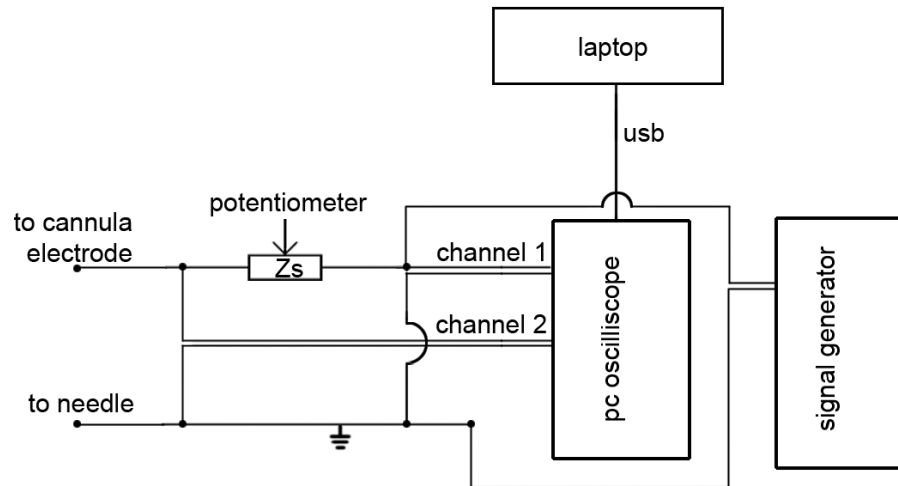 laptop
usb
potentiometer
to cannula
electrode
Zs
channel 1
channel 2
to needle
pc oscilliscope
signal generator